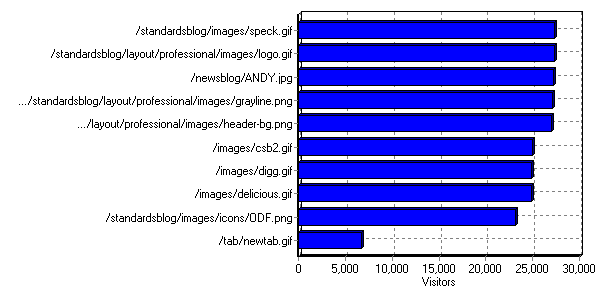 /standardsblog/images/speck.gif
/standardsblog/layout/professional/images/logo.gif
/newsblog/ANDY.jpg
.../standardsblog/layout/professional/images/grayline.png
.../layout/professional/images/header-bg.png
/images/csb2.gif
/images/digg.gif
/images/delicious.gif
/standardsblog/images/icons/ODF.png
/tab/newtab.gif
0 5,000 10,000 15,000 20,000 25,000 30,000
Visitors